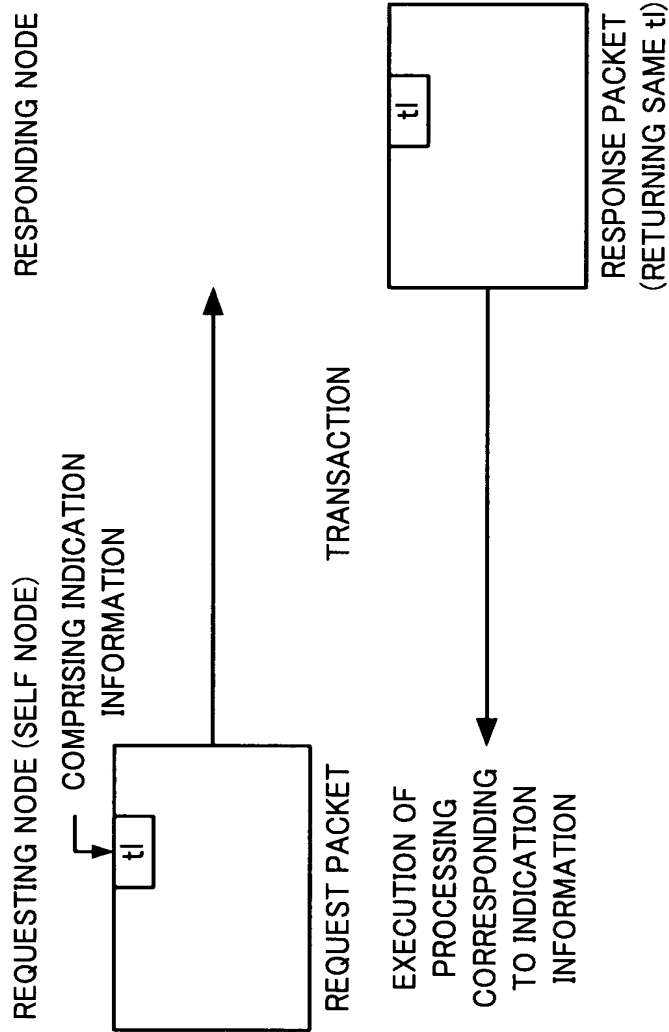 REQUESTING NODE (SELF NODE)
RESPONDING NODE
COMPRISING INDICATION
INFORMATION
tl
REQUEST PACKET
TRANSACTION
tl
EXECUTION OF
PROCESSING
CORRESPONDING
TO INDICATION
INFORMATION
RESPONSE PACKET
(RETURNING SAME tl)